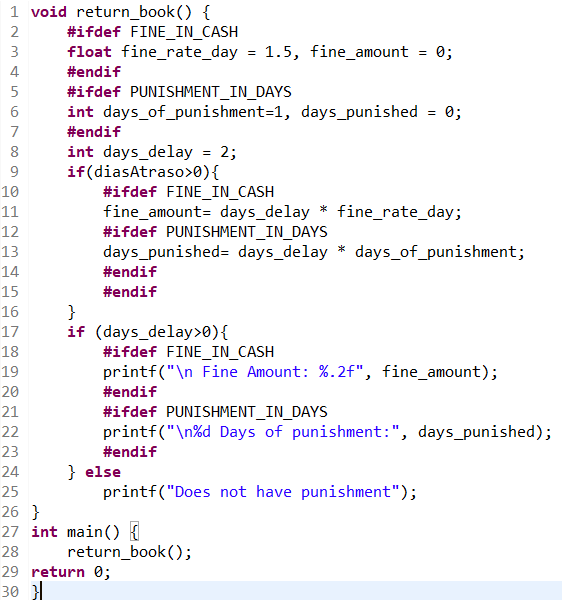 1 void return_book() {
2     #ifdef FINE_IN_CASH
3     float fine_rate_day = 1.5, fine_amount = 0;
4     #endif
5     #ifdef PUNISHMENT_IN_DAYS
6     int days_of_punishment=1, days_punished = 0;
7     #endif
8     int days_delay = 2;
9     if(diasAtraso>0){
10         #ifdef FINE_IN_CASH
11         fine_amount= days_delay * fine_rate_day;
12         #ifdef PUNISHMENT_IN_DAYS
13         days_punished= days_delay * days_of_punishment;
14         #endif
15         #endif
16     }
17     if (days_delay>0){
18         #ifdef FINE_IN_CASH
19         printf("\n Fine Amount: %.2f", fine_amount);
20         #endif
21         #ifdef PUNISHMENT_IN_DAYS
22         printf("\n%d Days of punishment:", days_punished);
23         #endif
24     } else
25         printf("Does not have punishment");
26 }
27 int main() {
28     return_book();
29 return 0;
30 }